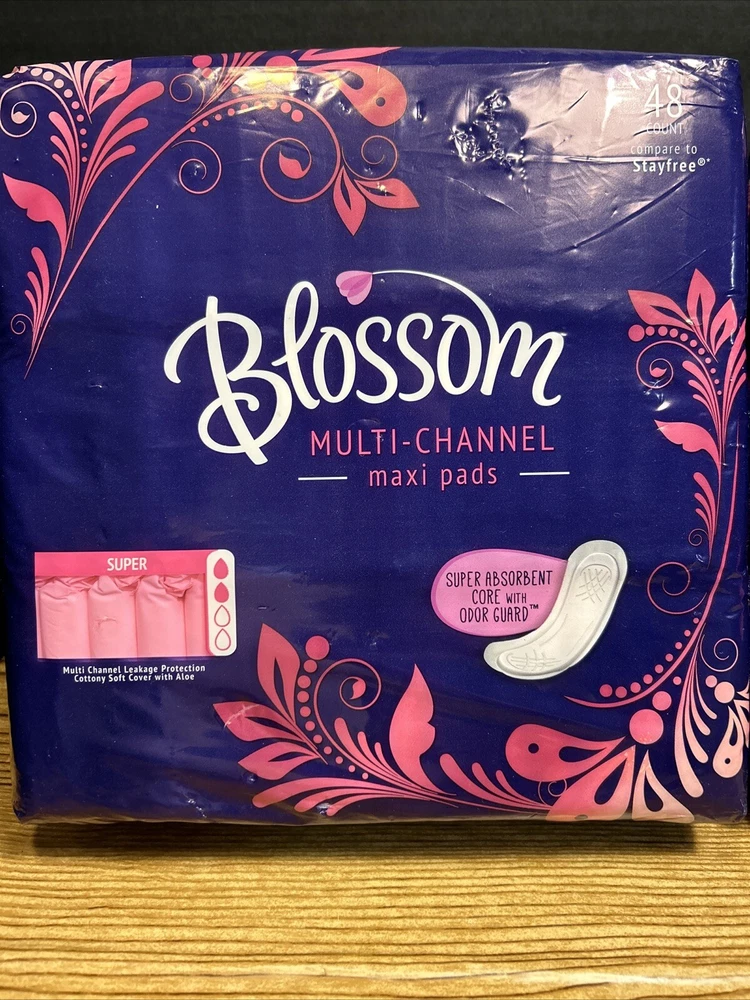 48
COUNT
compare to
Stayfree®*
Blossom
MULTI-CHANNEL
maxi pads
SUPER
Multi Channel Leakage Protection
Cottony Soft Cover with Aloe
SUPER ABSORBENT
CORE WITH
ODOR GUARD™